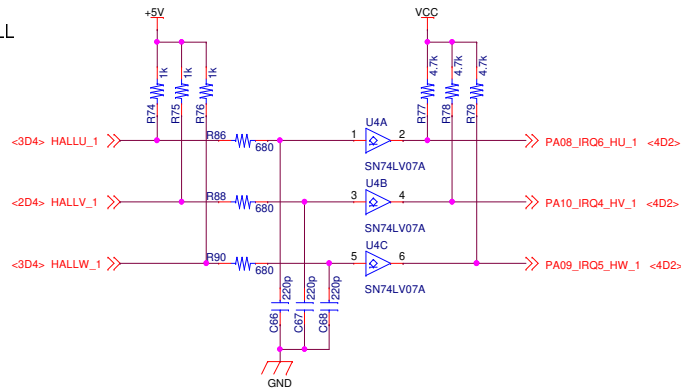 +5V
VCC
LL
1k
1k
1k
4.7k
4.7k
4.7k
R74
R75
R76
R77
R78
R79
U4A
<3D4> HALLU_1
R86
680
1
2
PA08_IRQ6_HU_1 <4D2>
SN74LV07A
U4B
<2D4> HALLV_1
R88
680
3
4
PA10_IRQ4_HV_1 <4D2>
SN74LV07A
U4C
<3D4> HALLW_1
R90
680
5
6
PA09_IRQ5_HW_1 <4D2>
SN74LV07A
220p
220p
220p
C66
C67
C68
GND